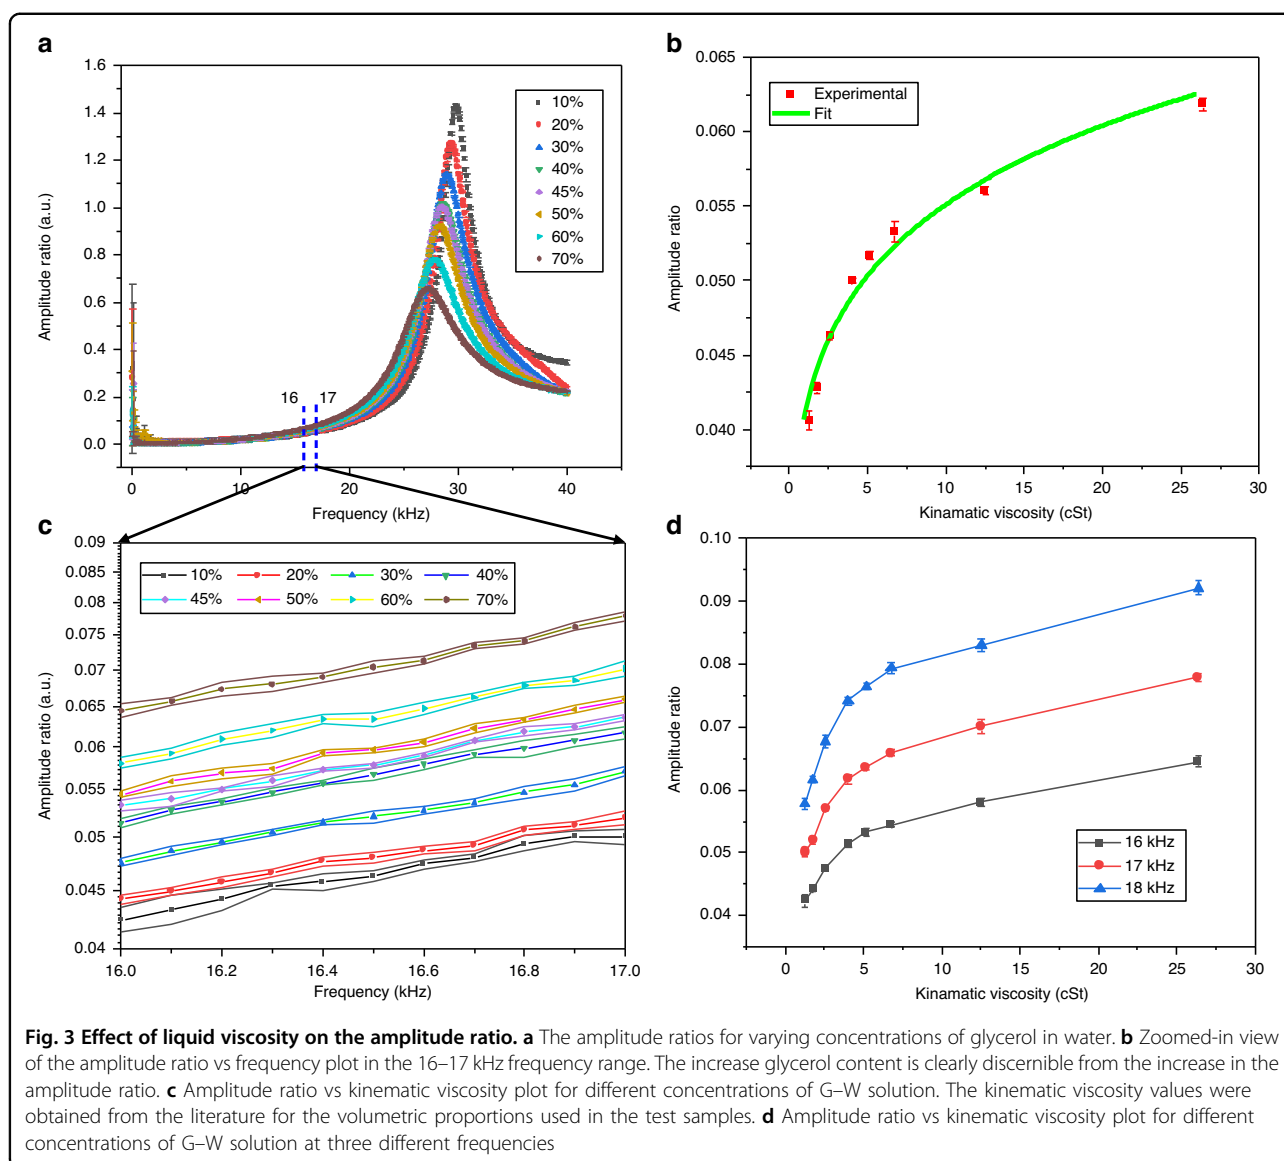 a
1.6
1.4
1.2
1.0
0.8
0.6
0.4
0.2
0.0
Amplitude ratio (a.u.)
10%
20%
30%
40%
45%
50%
60%
70%
16 17
0 10 20 30 40
Frequency (kHz)
b
0.065
0.060
0.055
0.050
0.045
0.040
Amplitude ratio
Experimental
Fit
0 5 10 15 20 25 30
Kinamatic viscosity (cSt)
c
0.09
0.085
0.08
0.075
0.07
0.065
0.06
0.055
0.05
0.045
0.04
Amplitude ratio (a.u.)
10% 20% 30% 40%
45% 50% 60% 70%
16.0 16.2 16.4 16.6 16.8 17.0
Frequency (kHz)
d
0.10
0.09
0.08
0.07
0.06
0.05
0.04
Amplitude ratio
16 kHz
17 kHz
18 kHz
0 5 10 15 20 25 30
Kinamatic viscosity (cSt)
Fig. 3 Effect of liquid viscosity on the amplitude ratio. a The amplitude ratios for varying concentrations of glycerol in water. b Zoomed-in view
of the amplitude ratio vs frequency plot in the 16–17 kHz frequency range. The increase glycerol content is clearly discernible from the increase in the
amplitude ratio. c Amplitude ratio vs kinematic viscosity plot for different concentrations of G–W solution. The kinematic viscosity values were
obtained from the literature for the volumetric proportions used in the test samples. d Amplitude ratio vs kinematic viscosity plot for different
concentrations of G–W solution at three different frequencies